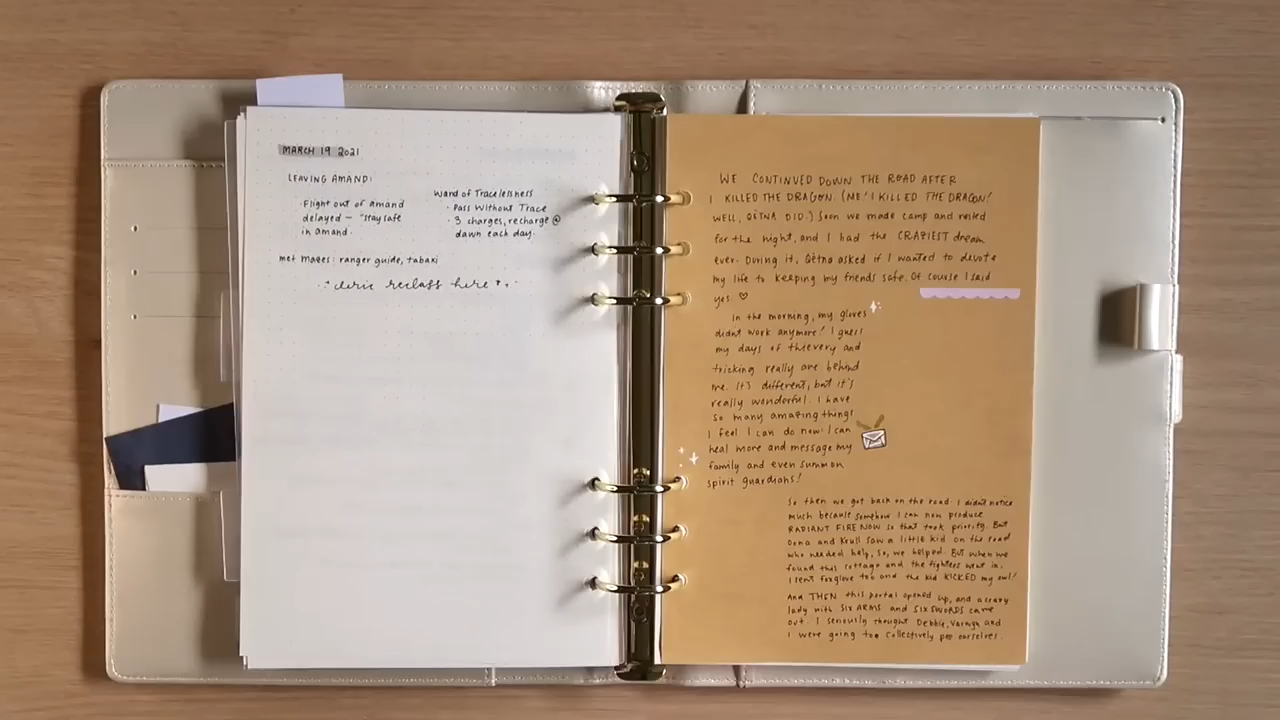 MARCH 19 2021
LEAVING AMAND:
· Flight out of amand
delayed — "stay safe
in amand.
Wand of Tracelessness
· Pass Without Trace
· 3 charges, recharge @
dawn each day.
met Mazes: ranger guide, tabaxi
reclass here
WE CONTINUED DOWN THE ROAD AFTER
I KILLED THE DRAGON. (ME! I KILLED THE DRAGON!
WELL, QĒTNA DID.) Soon we made camp and rested
for the night, and I had the CRAZIEST dream
ever. During it, Qētna asked if I wanted to devote
my life to keeping my friends safe. Of course I said
yes ♡
In the morning, my gloves
didnt work anymore! I guess
my days of thievery and
tricking really are behind
me. It's different, but it's
really wonderful. I have
so many amazing things
I feel I can do now. I can
heal more and message my
family and even summon
spirit guardians!
So then we got back on the road. I didn't notice
much because somehow I can now produce
RADIANT FIRE NOW so that took priority. But
Oona and Krull saw a little kid on the road
who needed help, so, we helped. But when we
found this cottage and the fighters went in.
I sent foxglove too and the kid KICKED my owl!
And THEN this portal opened up, and a crazy
lady with SIX ARMS and SIX SWORDS came
out. I seriously thought Debbie, and
I were going to collectively pee ourselves.